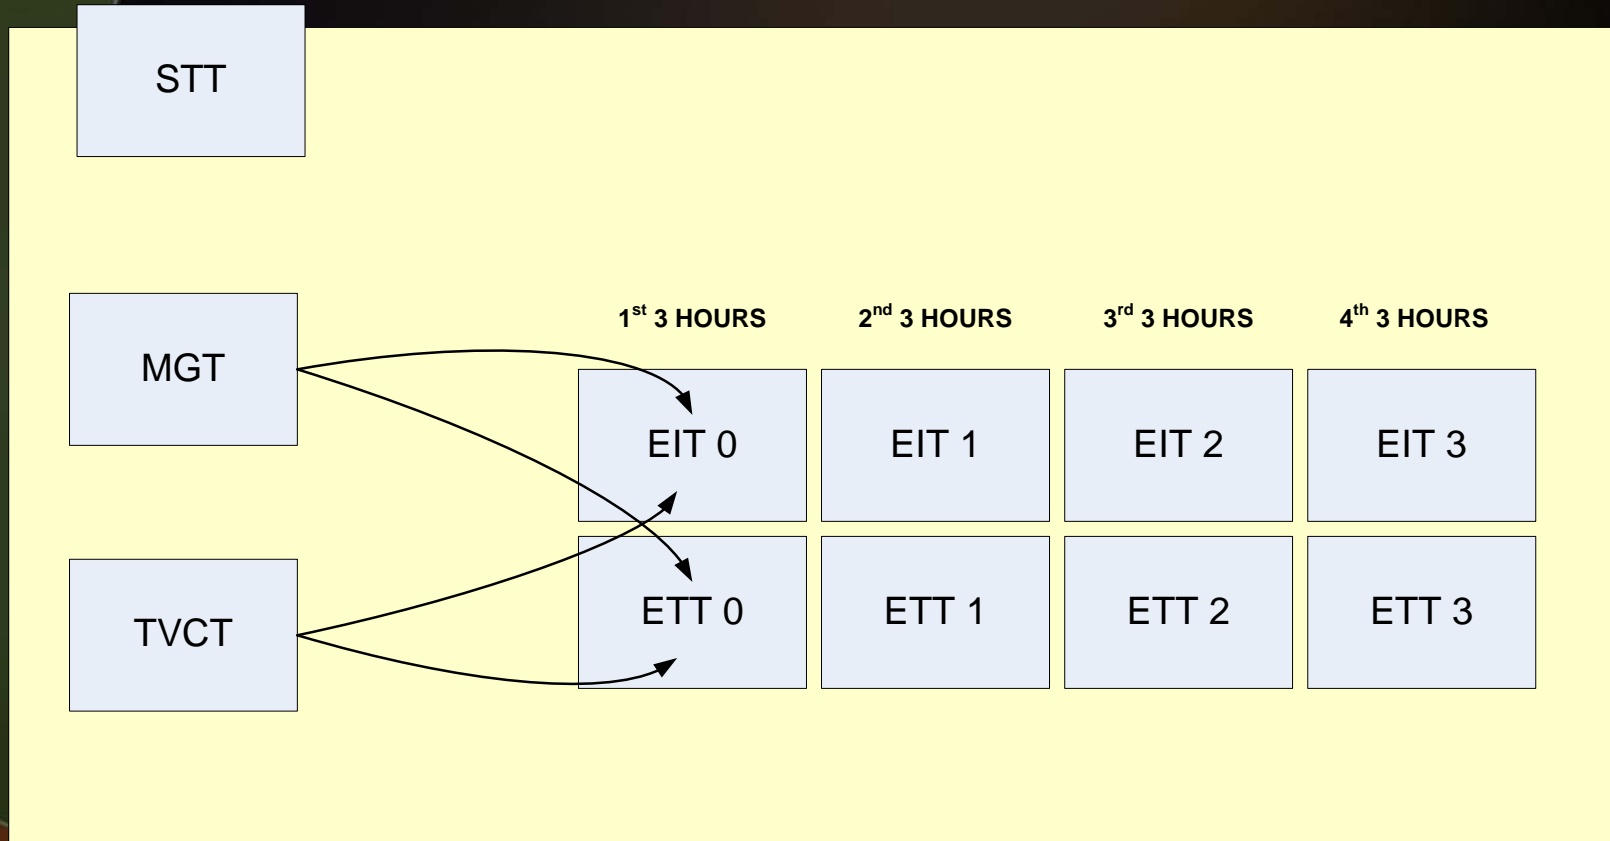 STT
1st 3 HOURS 2nd 3 HOURS 3rd 3 HOURS 4th 3 HOURS
MGT
EIT 0 EIT 1 EIT 2 EIT 3
TVCT
ETT 0 ETT 1 ETT 2 ETT 3